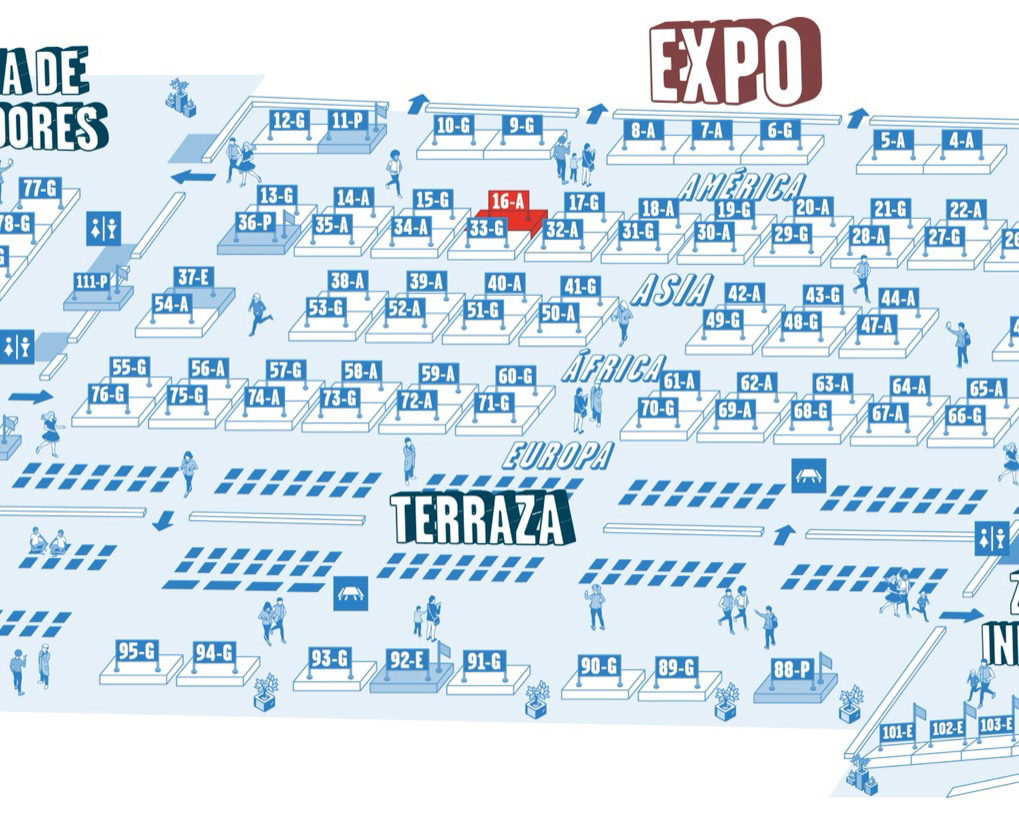 A DE
DORES
EXPO
12-G 11-P
10-G 9-G
8-A 7-A 6-G
5-A 4-A
AMÉRICA
77-G
78-G
G
13-G 14-A 15-G 16-A 17-G 18-A 19-G 20-A 21-G 22-A
36-P 35-A 34-A 33-G 32-A 31-G 30-A 29-G 28-A 27-G 26
111-P
ASIA
37-E 38-A 39-A 40-A 41-G 42-A 43-G 44-A
54-A 53-G 52-A 51-G 50-A 49-G 48-G 47-A 4
ÁFRICA
55-G 56-A 57-G 58-A 59-A 60-G 61-A 62-A 63-A 64-A 65-A
76-G 75-G 74-A 73-G 72-A 71-G 70-G 69-A 68-G 67-A 66-G
EUROPA
TERRAZA
Z
IN
95-G 94-G 93-G 92-E 91-G 90-G 89-G 88-P
101-E 102-E 103-E